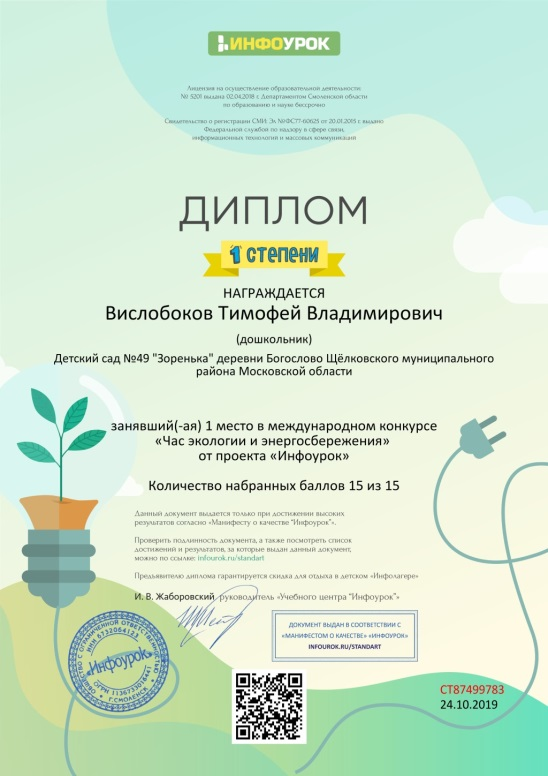 ИНФОУРОК
Лицензия на осуществление образовательной деятельности
№ 5201 выдана 02.04.2018 г. Департаментом Смоленской области
по образованию и науке бессрочно
Свидетельство о регистрации СМИ: Эл №ФС77-60625 от 20.01.2015 г. выдано
Федеральной службой по надзору в сфере связи,
информационных технологий и массовых коммуникаций
ДИПЛОМ
1 СТЕПЕНИ
НАГРАЖДАЕТСЯ
Вислобоков Тимофей Владимирович
(дошкольник)
Детский сад №49 "Зоренька" деревни Богослово Щёлковского муниципального
района Московской области
занявший(-ая) 1 место в международном конкурсе
«Час экологии и энергосбережения»
от проекта «Инфоурок»
Количество набранных баллов 15 из 15
Данный документ выдается только при достижении высоких
результатов согласно «Манифесту о качестве "Инфоурок"».
Проверить подлинность документа, а также посмотреть список
достижений и результатов, за которые выдан данный документ,
можно по ссылке: infourok.ru/standart
Предъявителю диплома гарантируется скидка для отдыха в детском «Инфолагере»
И. В. Жаборовский, руководитель «Учебного центра "Инфоурок"»
ДОКУМЕНТ ВЫДАН В СООТВЕТСТВИИ С
«МАНИФЕСТОМ О КАЧЕСТВЕ» «ИНФОУРОК»
INFOUROK.RU/STANDART
ОБЩЕСТВО С ОГРАНИЧЕННОЙ ОТВЕТСТВЕННОСТЬЮ
ИНН 6732064123
«Инфоурок»
Г.СМОЛЕНСК
СТ87499783
24.10.2019